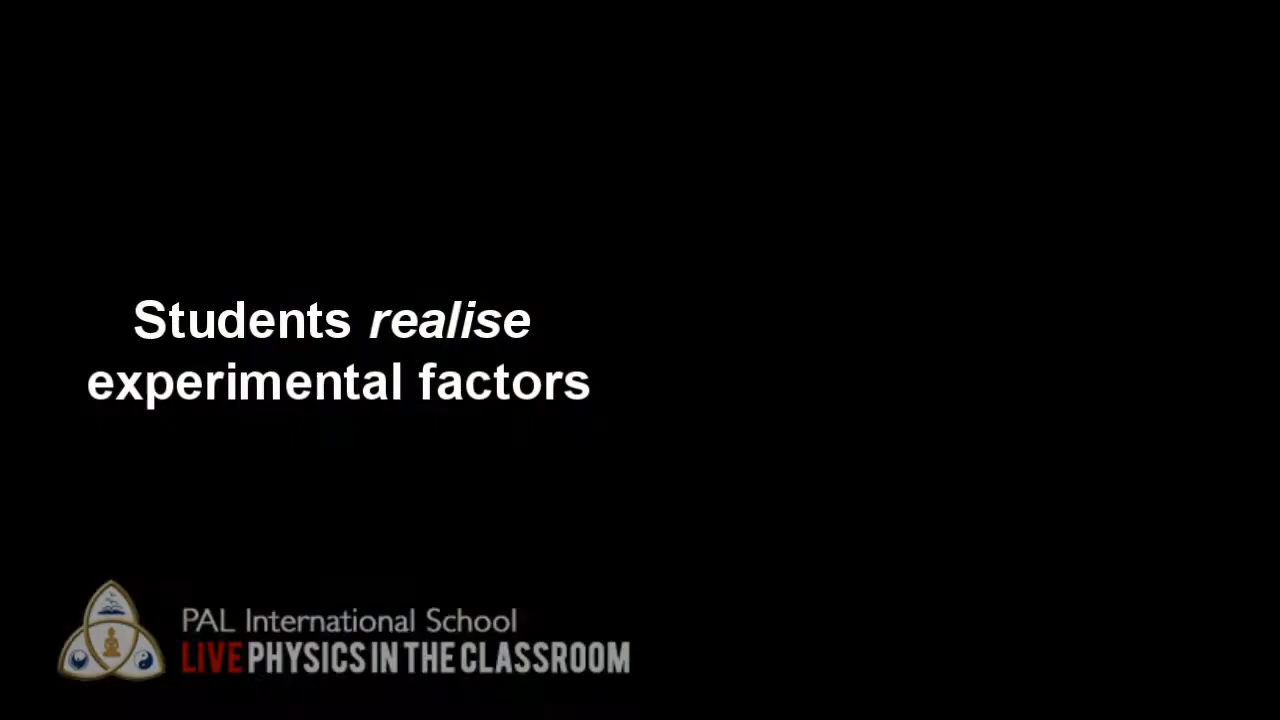 Students realise
experimental factors
PAL International School
LIVE PHYSICS IN THE CLASSROOM